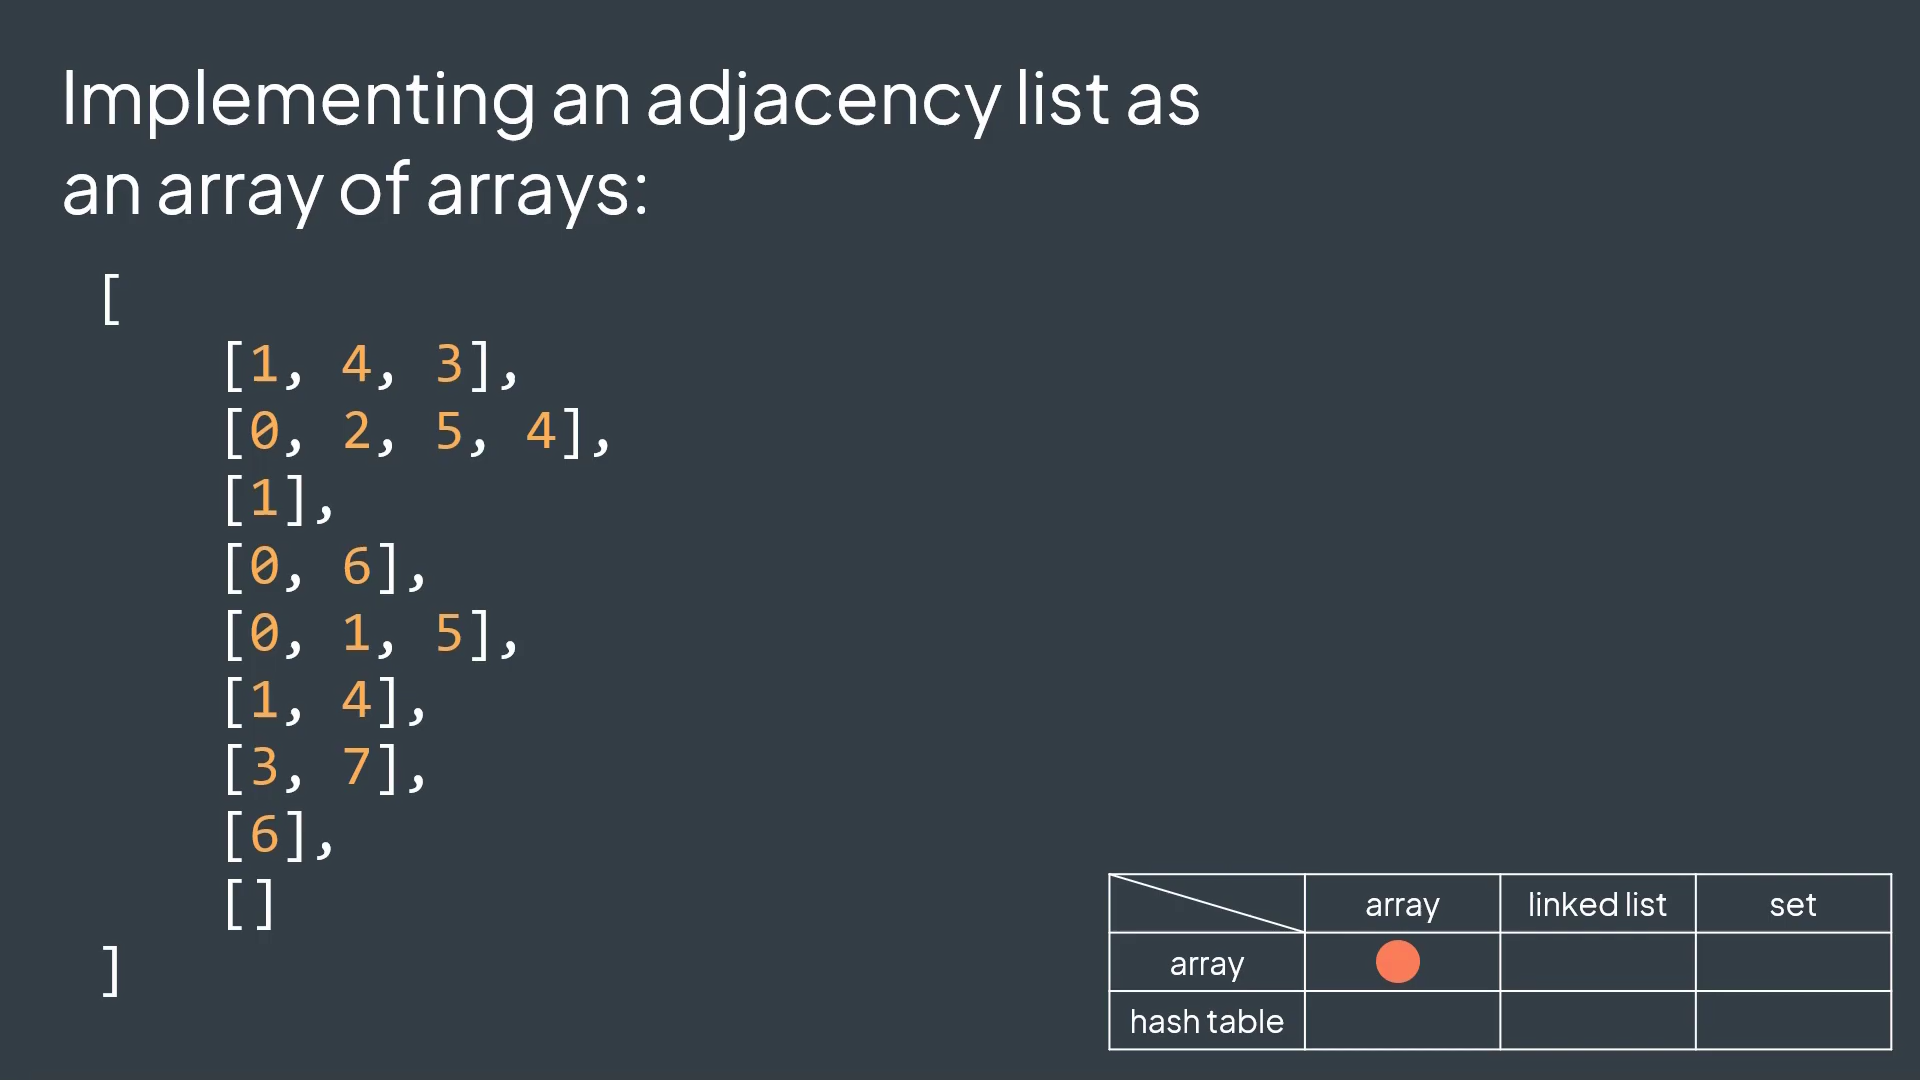 Implementing an adjacency list as
an array of arrays:
[
[1, 4, 3],
[0, 2, 5, 4],
[1],
[0, 6],
[0, 1, 5],
[1, 4],
[3, 7],
[6],
[]
]
array linked list set
array
hash table